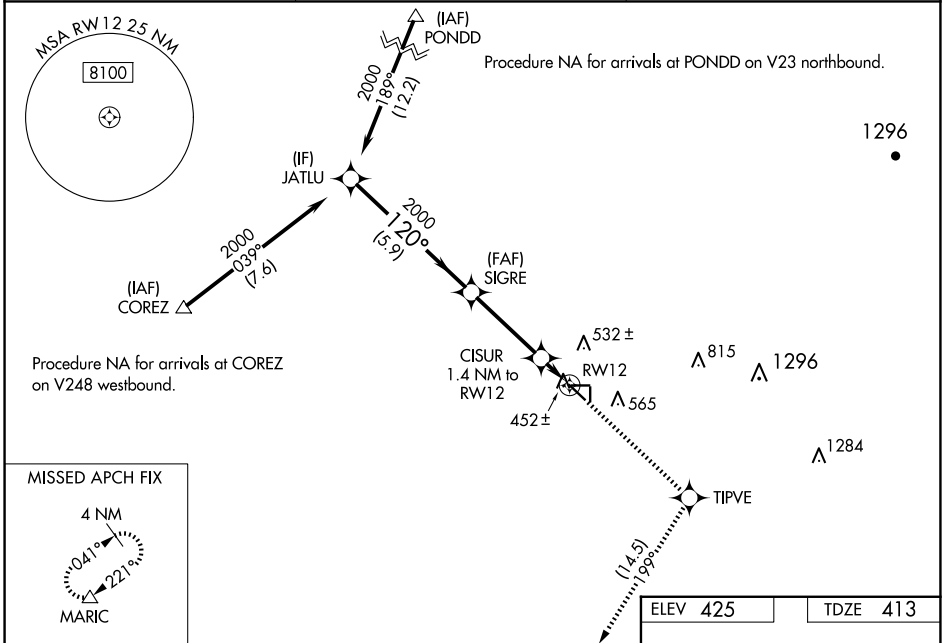 MSA RW12 25 NM
8100
(IAF)
PONDD
2000
189°
(12.2)
Procedure NA for arrivals at PONDD on V23 northbound.
1296
(IF)
JATLU
2000
120°
(5.9)
2000
039°
(7.6)
(IAF)
COREZ
(FAF)
SIGRE
Procedure NA for arrivals at COREZ
on V248 westbound.
CISUR
1.4 NM to
RW12
532 ±
RW12
815
1296
452 ±
565
1284
MISSED APCH FIX
4 NM
041°
221°
MARIC
TIPVE
(14.5)
199°
ELEV 425
TDZE 413